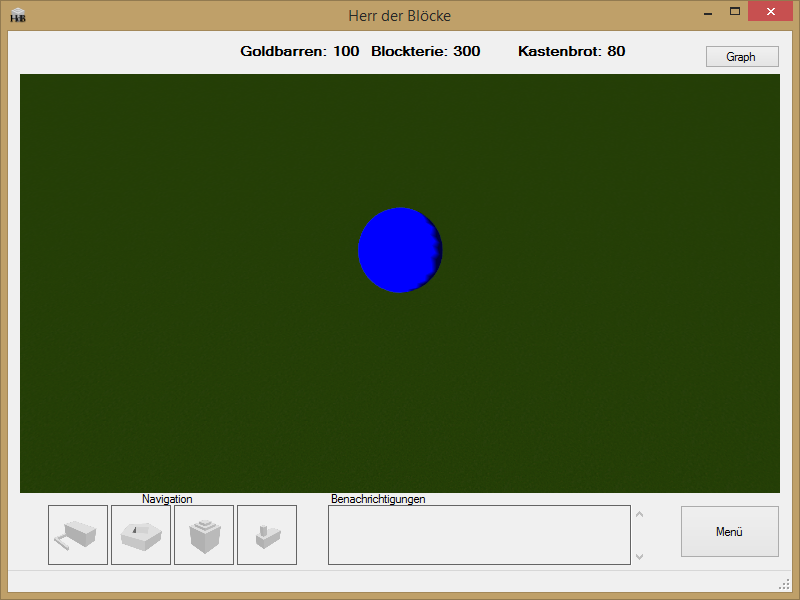 HdB
Herr der Blöcke
Goldbarren: 100 Blockterie: 300 Kastenbrot: 80
Graph
Navigation
Benachrichtigungen
Menü